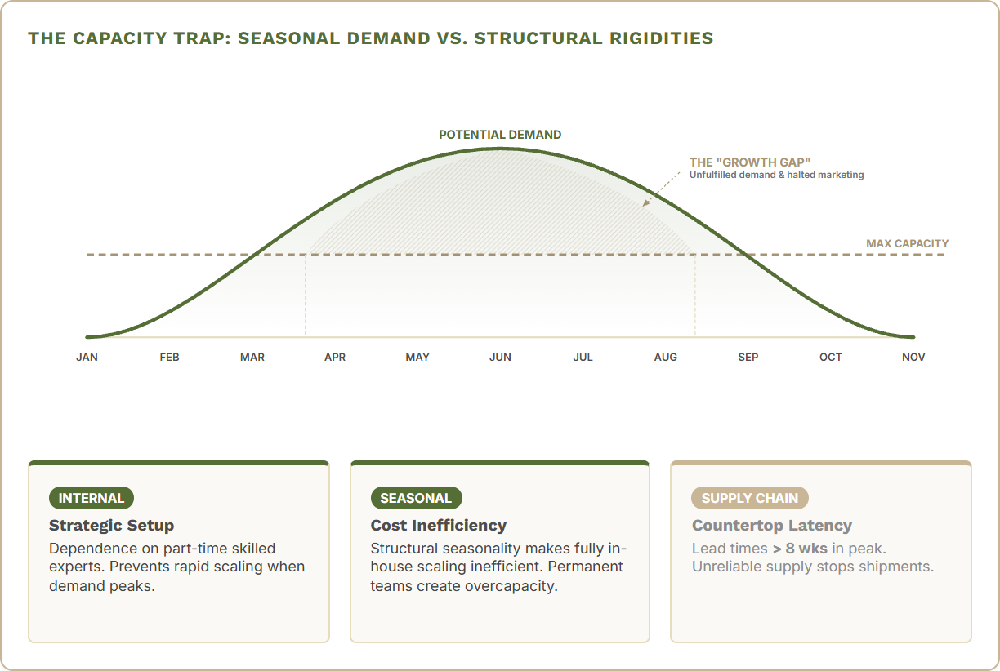 THE CAPACITY TRAP: SEASONAL DEMAND VS. STRUCTURAL RIGIDITIES
POTENTIAL DEMAND
THE "GROWTH GAP"
Unfulfilled demand & halted marketing
MAX CAPACITY
JAN FEB MAR APR MAY JUN JUL AUG SEP OCT NOV
INTERNAL
Strategic Setup
Dependence on part-time skilled
experts. Prevents rapid scaling when
demand peaks.
SEASONAL
Cost Inefficiency
Structural seasonality makes fully in-
house scaling inefficient. Permanent
teams create overcapacity.
SUPPLY CHAIN
Countertop Latency
Lead times > 8 wks in peak.
Unreliable supply stops shipments.